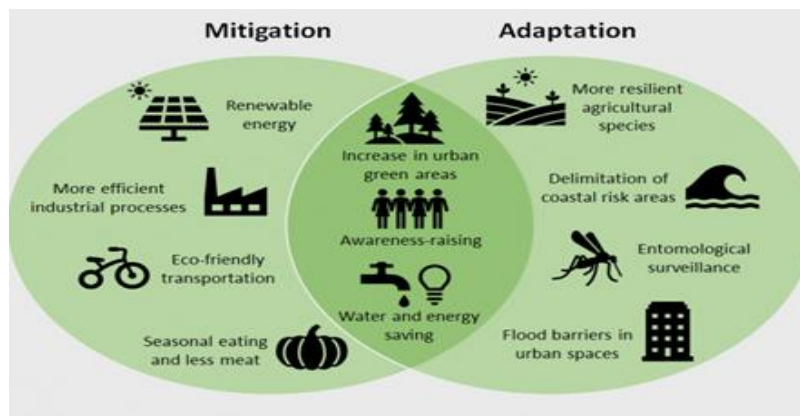 Mitigation
Adaptation
Renewable
energy
More efficient
industrial processes
Eco-friendly
transportation
Seasonal eating
and less meat
Increase in urban
green areas
Awareness-raising
Water and energy
saving
More resilient
agricultural
species
Delimitation of
coastal risk areas
Entomological
surveillance
Flood barriers in
urban spaces